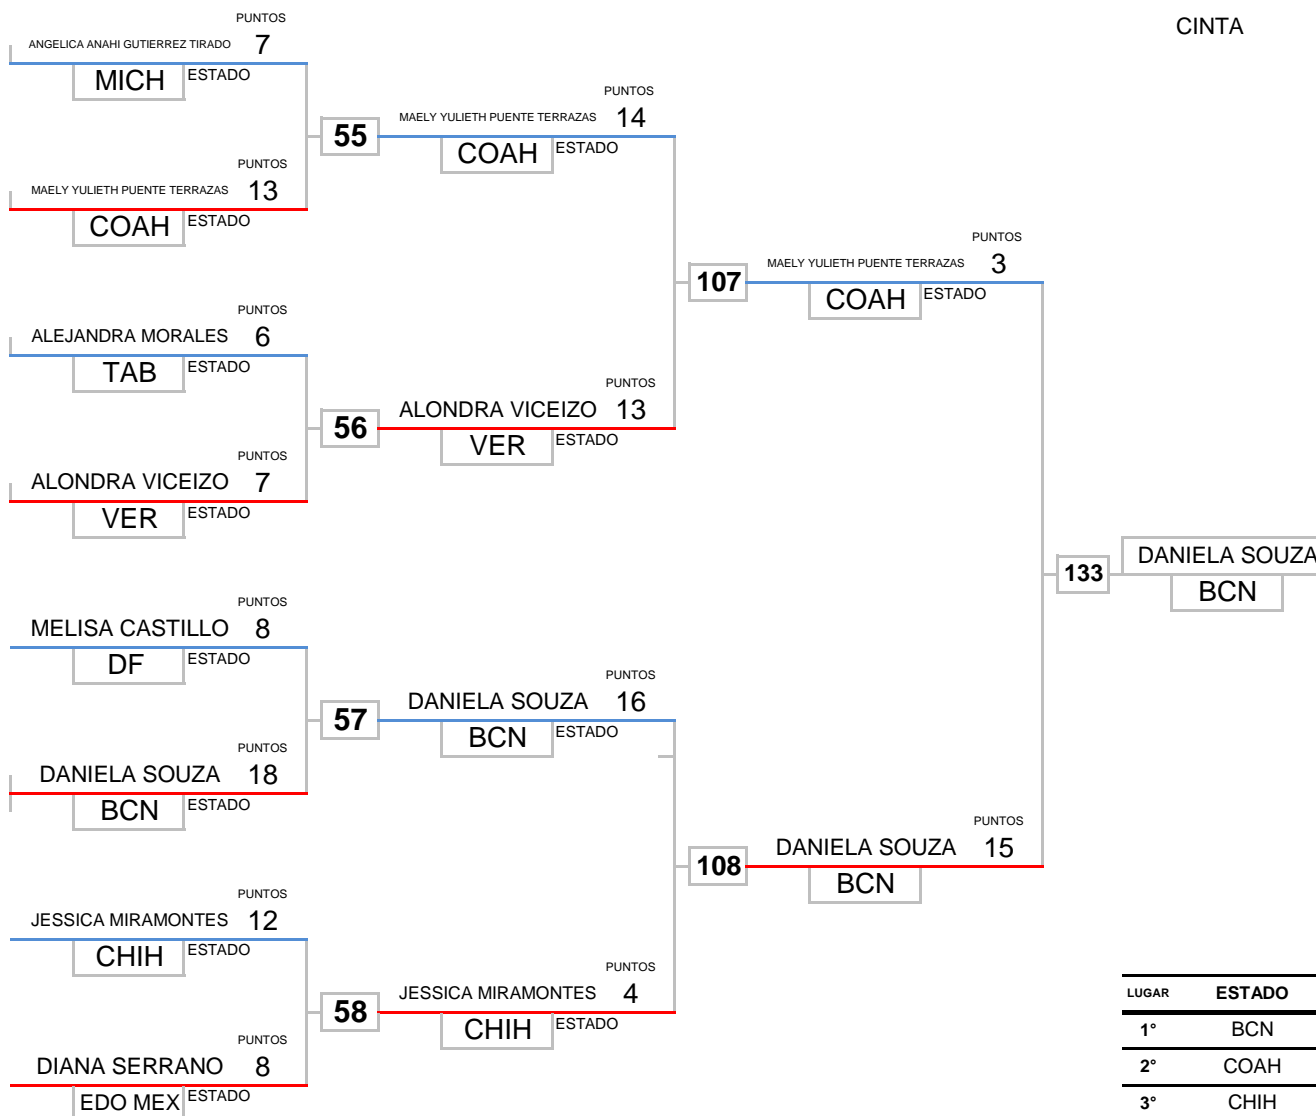 CINTA
PUNTOS
ANGELICA ANAHI GUTIERREZ TIRADO 7
MICH ESTADO
55
PUNTOS
MAELY YULIETH PUENTE TERRAZAS 14
COAH ESTADO
PUNTOS
MAELY YULIETH PUENTE TERRAZAS 13
COAH ESTADO
107
PUNTOS
MAELY YULIETH PUENTE TERRAZAS 3
COAH ESTADO
PUNTOS
ALEJANDRA MORALES 6
TAB ESTADO
56
PUNTOS
ALONDRA VICEIZO 13
VER ESTADO
PUNTOS
ALONDRA VICEIZO 7
VER ESTADO
133
DANIELA SOUZA
BCN
PUNTOS
MELISA CASTILLO 8
DF ESTADO
57
PUNTOS
DANIELA SOUZA 16
BCN ESTADO
PUNTOS
DANIELA SOUZA 18
BCN ESTADO
108
PUNTOS
DANIELA SOUZA 15
BCN
PUNTOS
JESSICA MIRAMONTES 12
CHIH ESTADO
58
PUNTOS
JESSICA MIRAMONTES 4
CHIH ESTADO
PUNTOS
DIANA SERRANO 8
EDO MEX ESTADO
LUGAR ESTADO
1° BCN
2° COAH
3° CHIH